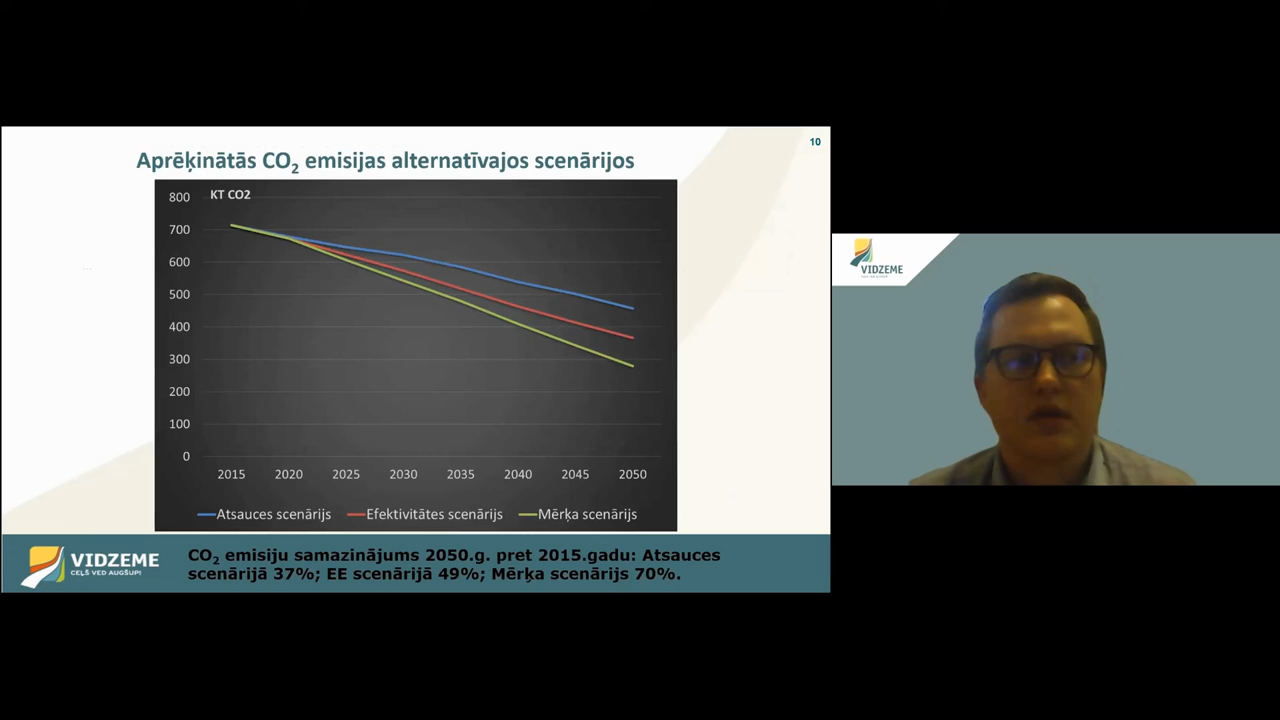 10
Aprēķinātās CO2 emisijas alternatīvajos scenārijos
KT CO2
800
700
600
500
400
300
200
100
0
2015 2020 2025 2030 2035 2040 2045 2050
Atsauces scenārijs Efektivitātes scenārijs Mērķa scenārijs
VIDZEME
CEĻŠ VED AUGŠUP!
CO2 emisiju samazinājums 2050.g. pret 2015.gadu: Atsauces
scenārijā 37%; EE scenārijā 49%; Mērķa scenārijs 70%.
VIDZEME